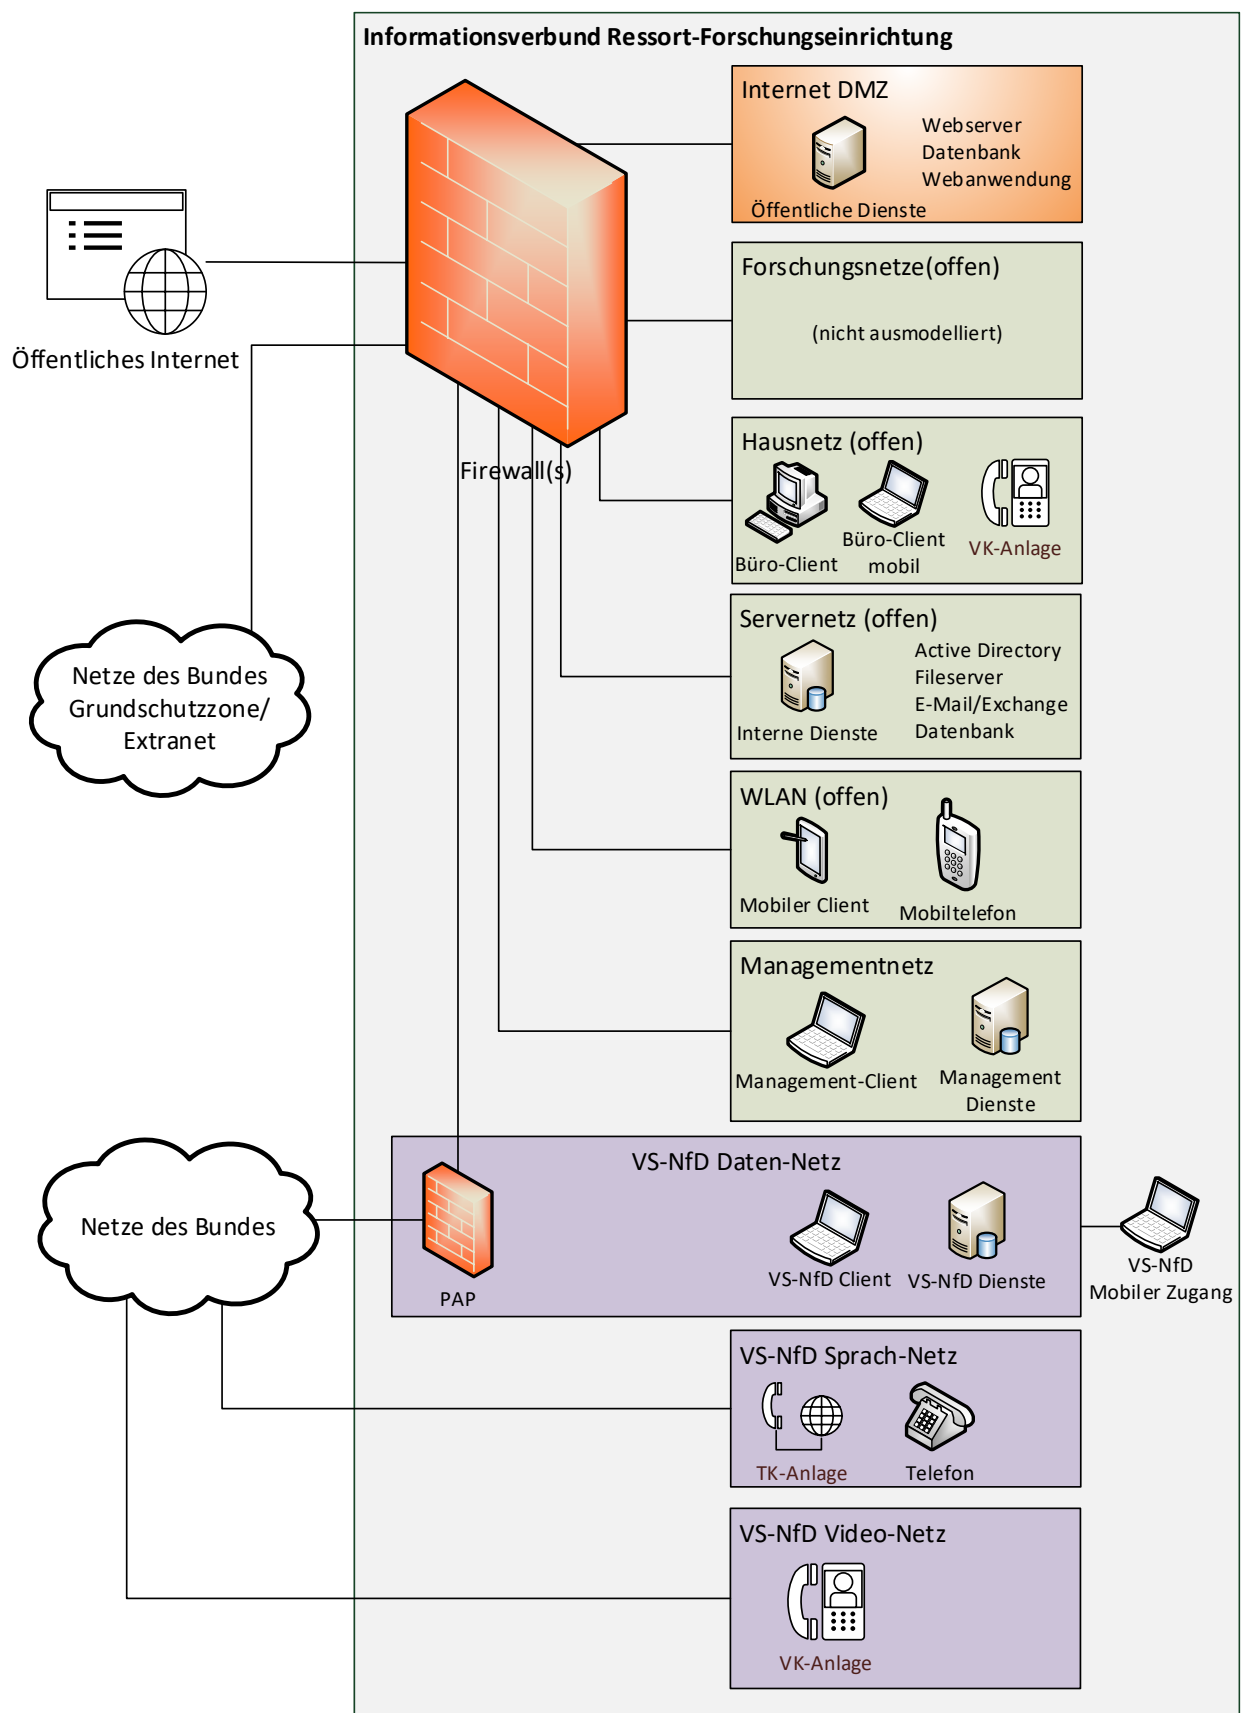 Informationsverbund Ressort-Forschungseinrichtung
Internet DMZ
Webserver
Datenbank
Webanwendung
Öffentliche Dienste
Öffentliches Internet
Forschungsnetze(offen)
(nicht ausmodelliert)
Firewall(s)
Hausnetz (offen)
Büro-Client
Büro-Client
mobil
VK-Anlage
Servernetz (offen)
Active Directory
Fileserver
E-Mail/Exchange
Datenbank
Interne Dienste
Netze des Bundes
Grundschutzzone/
Extranet
WLAN (offen)
Mobiler Client
Mobiltelefon
Managementnetz
Management-Client
Management
Dienste
VS-NfD Daten-Netz
Netze des Bundes
PAP
VS-NfD Client
VS-NfD Dienste
VS-NfD
Mobiler Zugang
VS-NfD Sprach-Netz
TK-Anlage
Telefon
VS-NfD Video-Netz
VK-Anlage